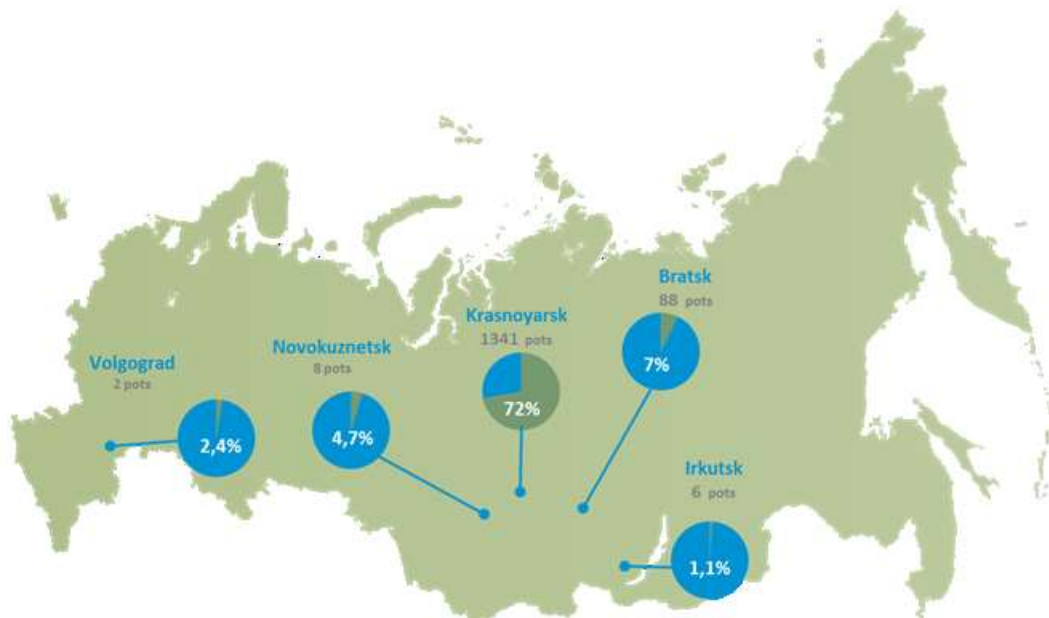 Bratsk
88 pots
7%
Krasnoyarsk
1341 pots
72%
Novokuznetsk
8 pots
4,7%
Volgograd
2 pots
2,4%
Irkutsk
6 pots
1,1%